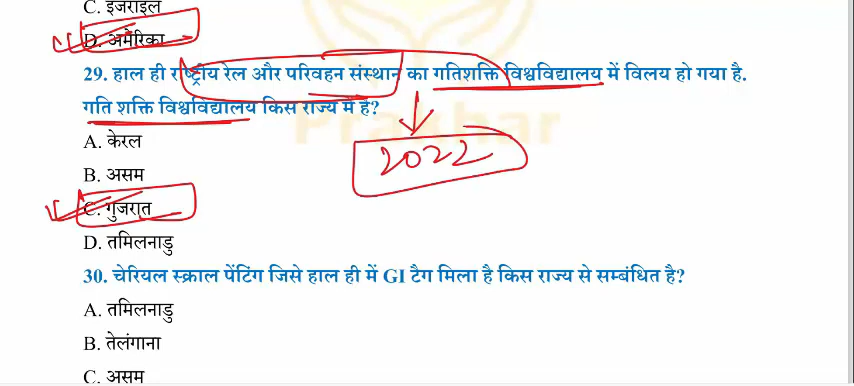 C. इजराइल
D. अमेरिका
29. हाल ही राष्ट्रीय रेल और परिवहन संस्थान का गतिशक्ति विश्वविद्यालय में विलय हो गया है.
गति शक्ति विश्वविद्यालय किस राज्य में है?
A. केरल
2022
B. असम
C. गुजरात
D. तमिलनाडु
30. चेरियल स्क्राल पेंटिंग जिसे हाल ही में GI टैग मिला है किस राज्य से सम्बंधित है?
A. तमिलनाडु
B. तेलंगाना
C. असम